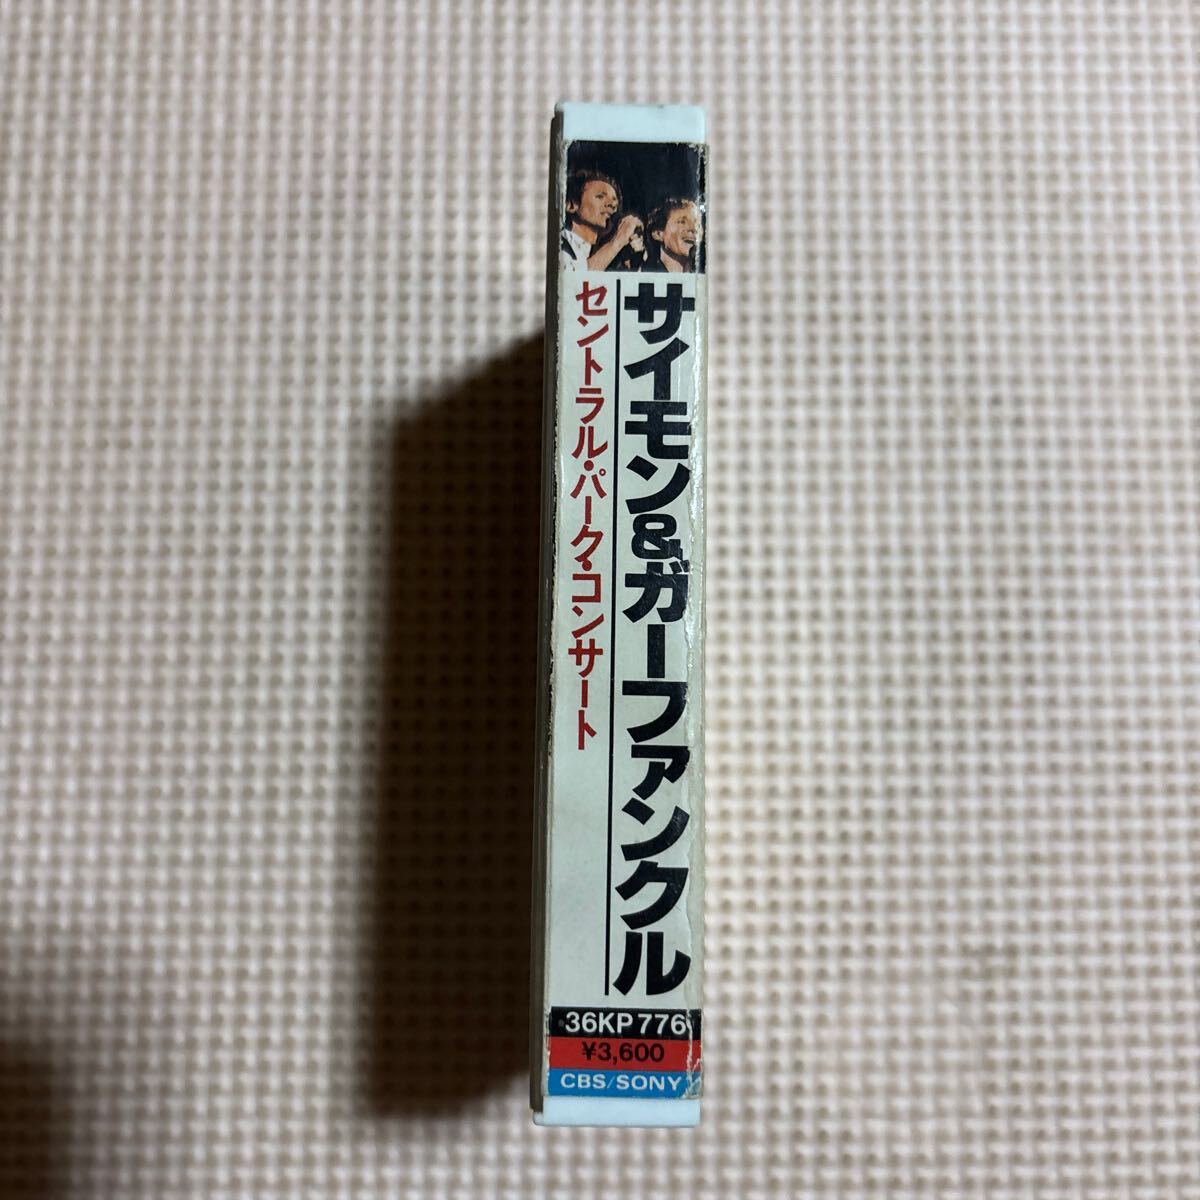 サイモン&ガーファンクル
セントラル・パーク・コンサート
36KP 776
¥3,600
CBS/SONY